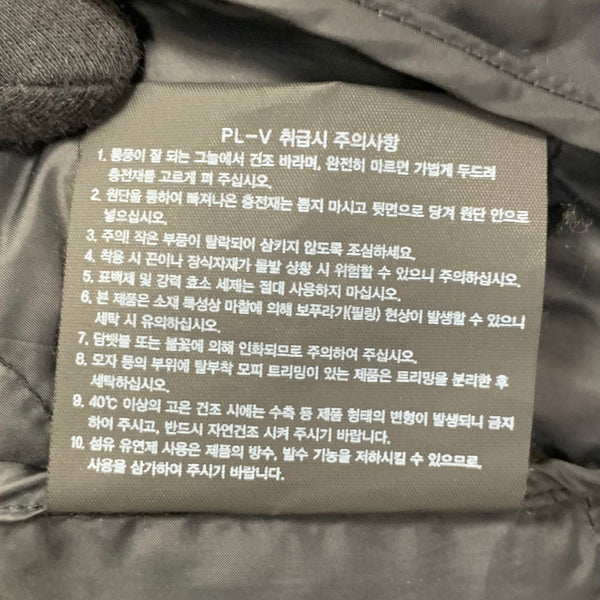 PL-V 취급시 주의사항
1. 통풍이 잘 되는 그늘에서 건조 바라며, 완전히 마르면 가볍게 두드려
충전재를 고르게 펴 주십시오.
2. 원단을 통하여 빠져나온 충전재는 뽑지 마시고 뒷면으로 당겨 원단 안으로
넣으십시오.
3. 주의! 작은 부품이 탈락되어 삼키지 않도록 조심하세요.
4. 착용 시 끈이나 장식자재가 돌발 상황 시 위험할 수 있으니 주의하십시오.
5. 표백제 및 강력 효소 세제는 절대 사용하지 마십시오.
6. 본 제품은 소재 특성상 마찰에 의해 보푸라기(필링) 현상이 발생할 수 있으니
세탁 시 유의하십시오.
7. 담뱃불 또는 불꽃에 의해 인화되므로 주의하여 주십시오.
8. 모자 등의 부위에 탈부착 모피 트리밍이 있는 제품은 트리밍을 분리한 후
세탁하십시오.
9. 40℃ 이상의 고온 건조 시에는 수축 등 제품 형태의 변형이 발생되니 금지
하여 주시고, 반드시 자연건조 시켜 주시기 바랍니다.
10. 섬유 유연제 사용은 제품의 방수, 발수 기능을 저하시킬 수 있으므로
사용을 삼가하여 주시기 바랍니다.